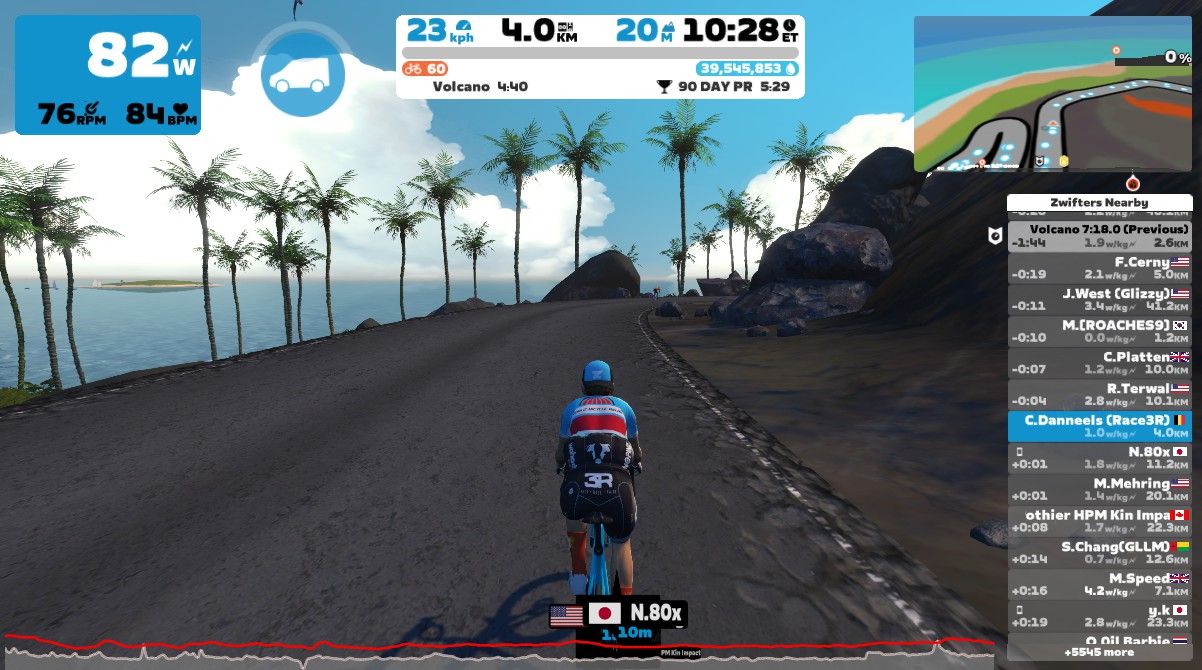 82w
76RPM 84BPM
23 kph 4.0 KM 20M 10:28 ET
60 39,545,853
Volcano 4:40 90 DAY PR 5:29
0%
Zwifters Nearby
Volcano 7:18.0 (Previous)
-1:44 1.9w/kg 2.6KM
F.Cerny
-0:19 2.1w/kg 5.0KM
J.West (Glizzy)
-0:11 3.4w/kg 41.2KM
M.[ROACHES9]
-0:10 0.0w/kg 1.2KM
C.Platten
-0:07 1.2w/kg 10.0KM
R.Terwal
-0:04 2.8w/kg 10.1KM
C.Danneels (Race3R)
1.0w/kg 4.0KM
N.80x
+0:01 1.8w/kg 11.2KM
M.Mehring
+0:01 1.4w/kg 20.1KM
othier HPM Kin Impa
+0:08 1.7w/kg 22.3KM
S.Chang(GLLM)
+0:14 0.7w/kg 12.6KM
M.Speed
+0:16 4.2w/kg 7.1KM
y.k
+0:19 2.8w/kg 23.3KM
+5545 more
3R
N.80x
10m
PM Kin Impact